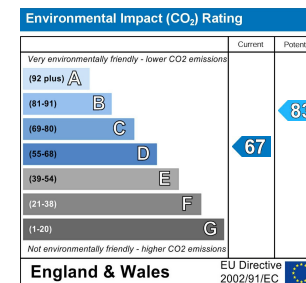 Environmental Impact (CO₂) Rating
Current
Very environmentally friendly - lower CO2 emissions
(92 plus) A
(81-91) B
83
(69-80) C
(55-68) D
67
(39-54) E
(21-38) F
(1-20) G
Not environmentally friendly - higher CO2 emissions
England & Wales
EU Directive
2002/91/EC